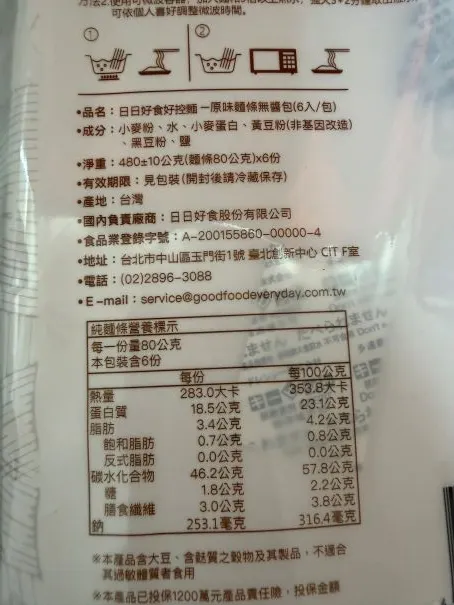 可依個人喜好調整微波時間。
① ②
•品名：日日好食好控麵－原味麵條無醬包(6入/包)
•成分：小麥粉、水、小麥蛋白、黃豆粉(非基因改造)
、黑豆粉、鹽
•淨重：480±10公克(麵條80公克)x6份
•有效期限：見包裝(開封後請冷藏保存)
•產地：台灣
•國內負責廠商：日日好食股份有限公司
•食品業登錄字號：A-200155860-00000-4
•地址：台北市中山區玉門街1號 臺北創新中心 CIT F室
•電話：(02)2896-3088
•E-mail：service@goodfoodeveryday.com.tw
純麵條營養標示
每一份量80公克
本包裝含6份
每份 每100公克
熱量 283.0大卡 353.8大卡
蛋白質 18.5公克 23.1公克
脂肪 3.4公克 4.2公克
飽和脂肪 0.7公克 0.8公克
反式脂肪 0.0公克 0.0公克
碳水化合物 46.2公克 57.8公克
糖 1.8公克 2.2公克
膳食纖維 3.0公克 3.8公克
鈉 253.1毫克 316.4毫克
※本產品含大豆、含麩質之穀物及其製品，不適合
其過敏體質者食用
※本產品已投保1200萬元產品責任險，投保金額